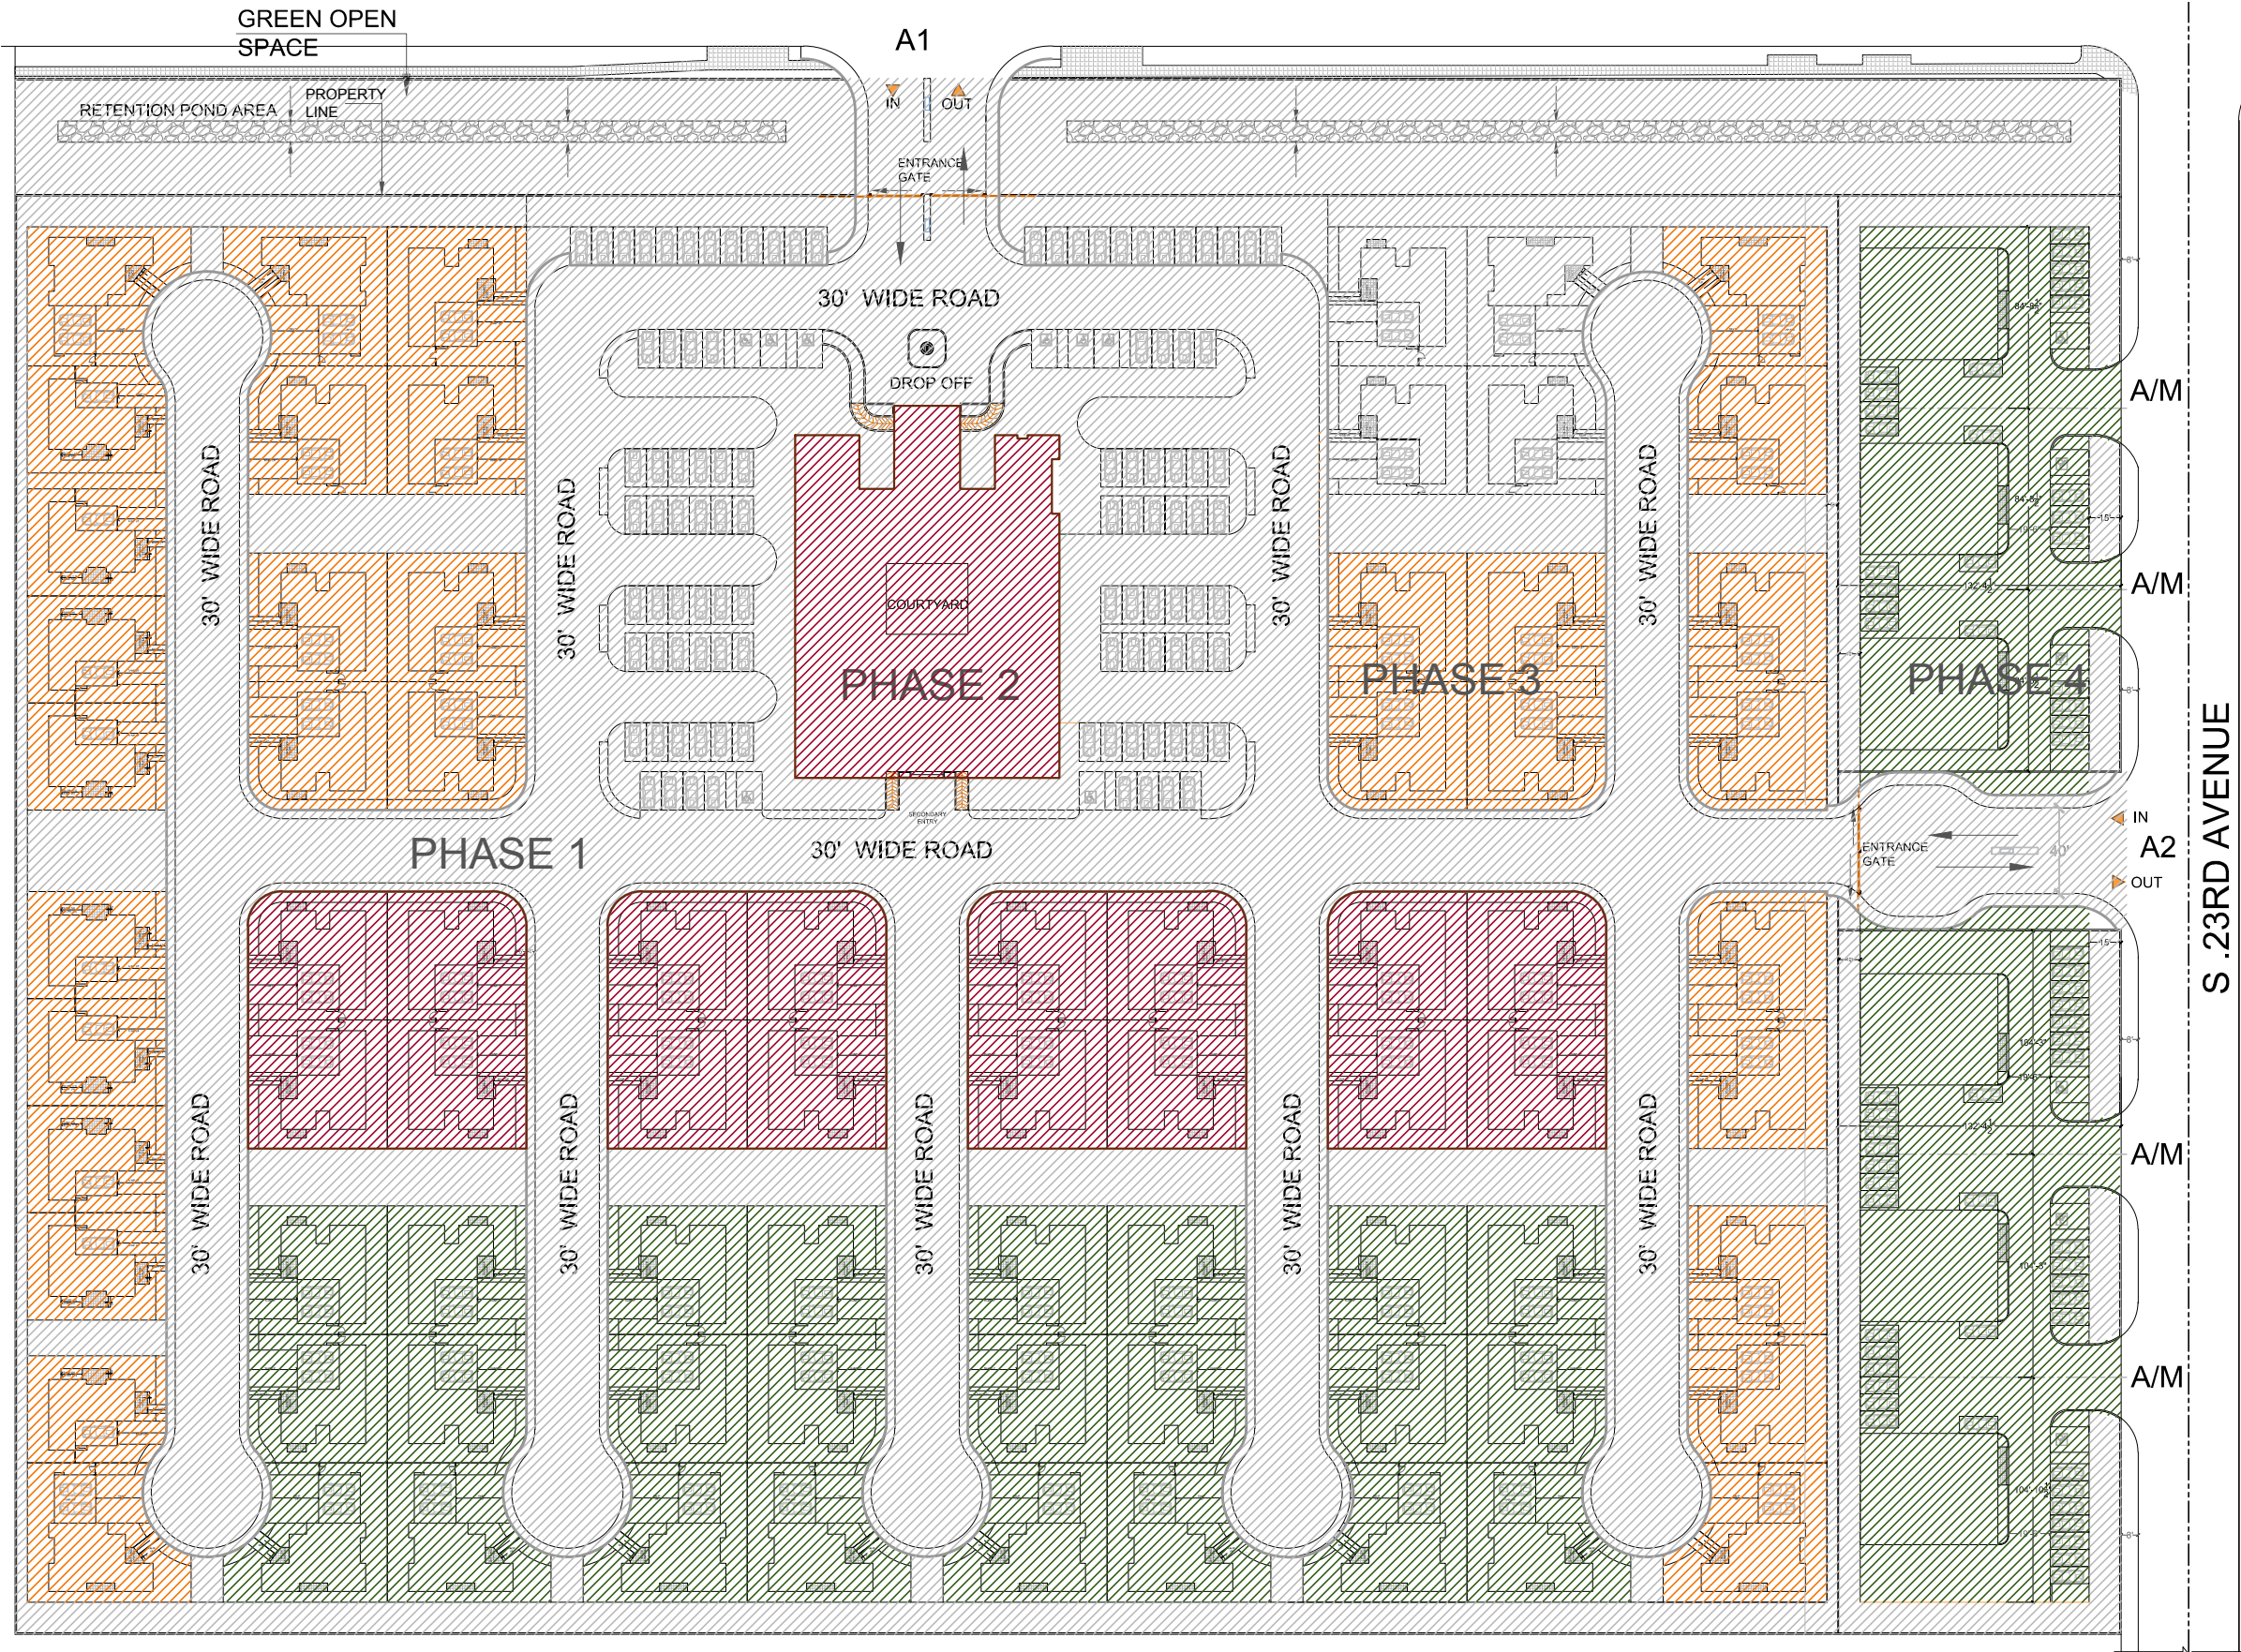 GREEN OPEN
SPACE
A1
RETENTION POND AREA
PROPERTY
LINE
IN
OUT
ENTRANCE
GATE
30' WIDE ROAD
DROP OFF
A/M
30' WIDE ROAD
30' WIDE ROAD
30' WIDE ROAD
30' WIDE ROAD
A/M
COURTYARD
PHASE 2
PHASE 3
PHASE 4
SECONDARY
ENTRY
PHASE 1
30' WIDE ROAD
ENTRANCE
GATE
40'
IN
A2
OUT
S .23RD AVENUE
30' WIDE ROAD
30' WIDE ROAD
30' WIDE ROAD
30' WIDE ROAD
30' WIDE ROAD
A/M
A/M